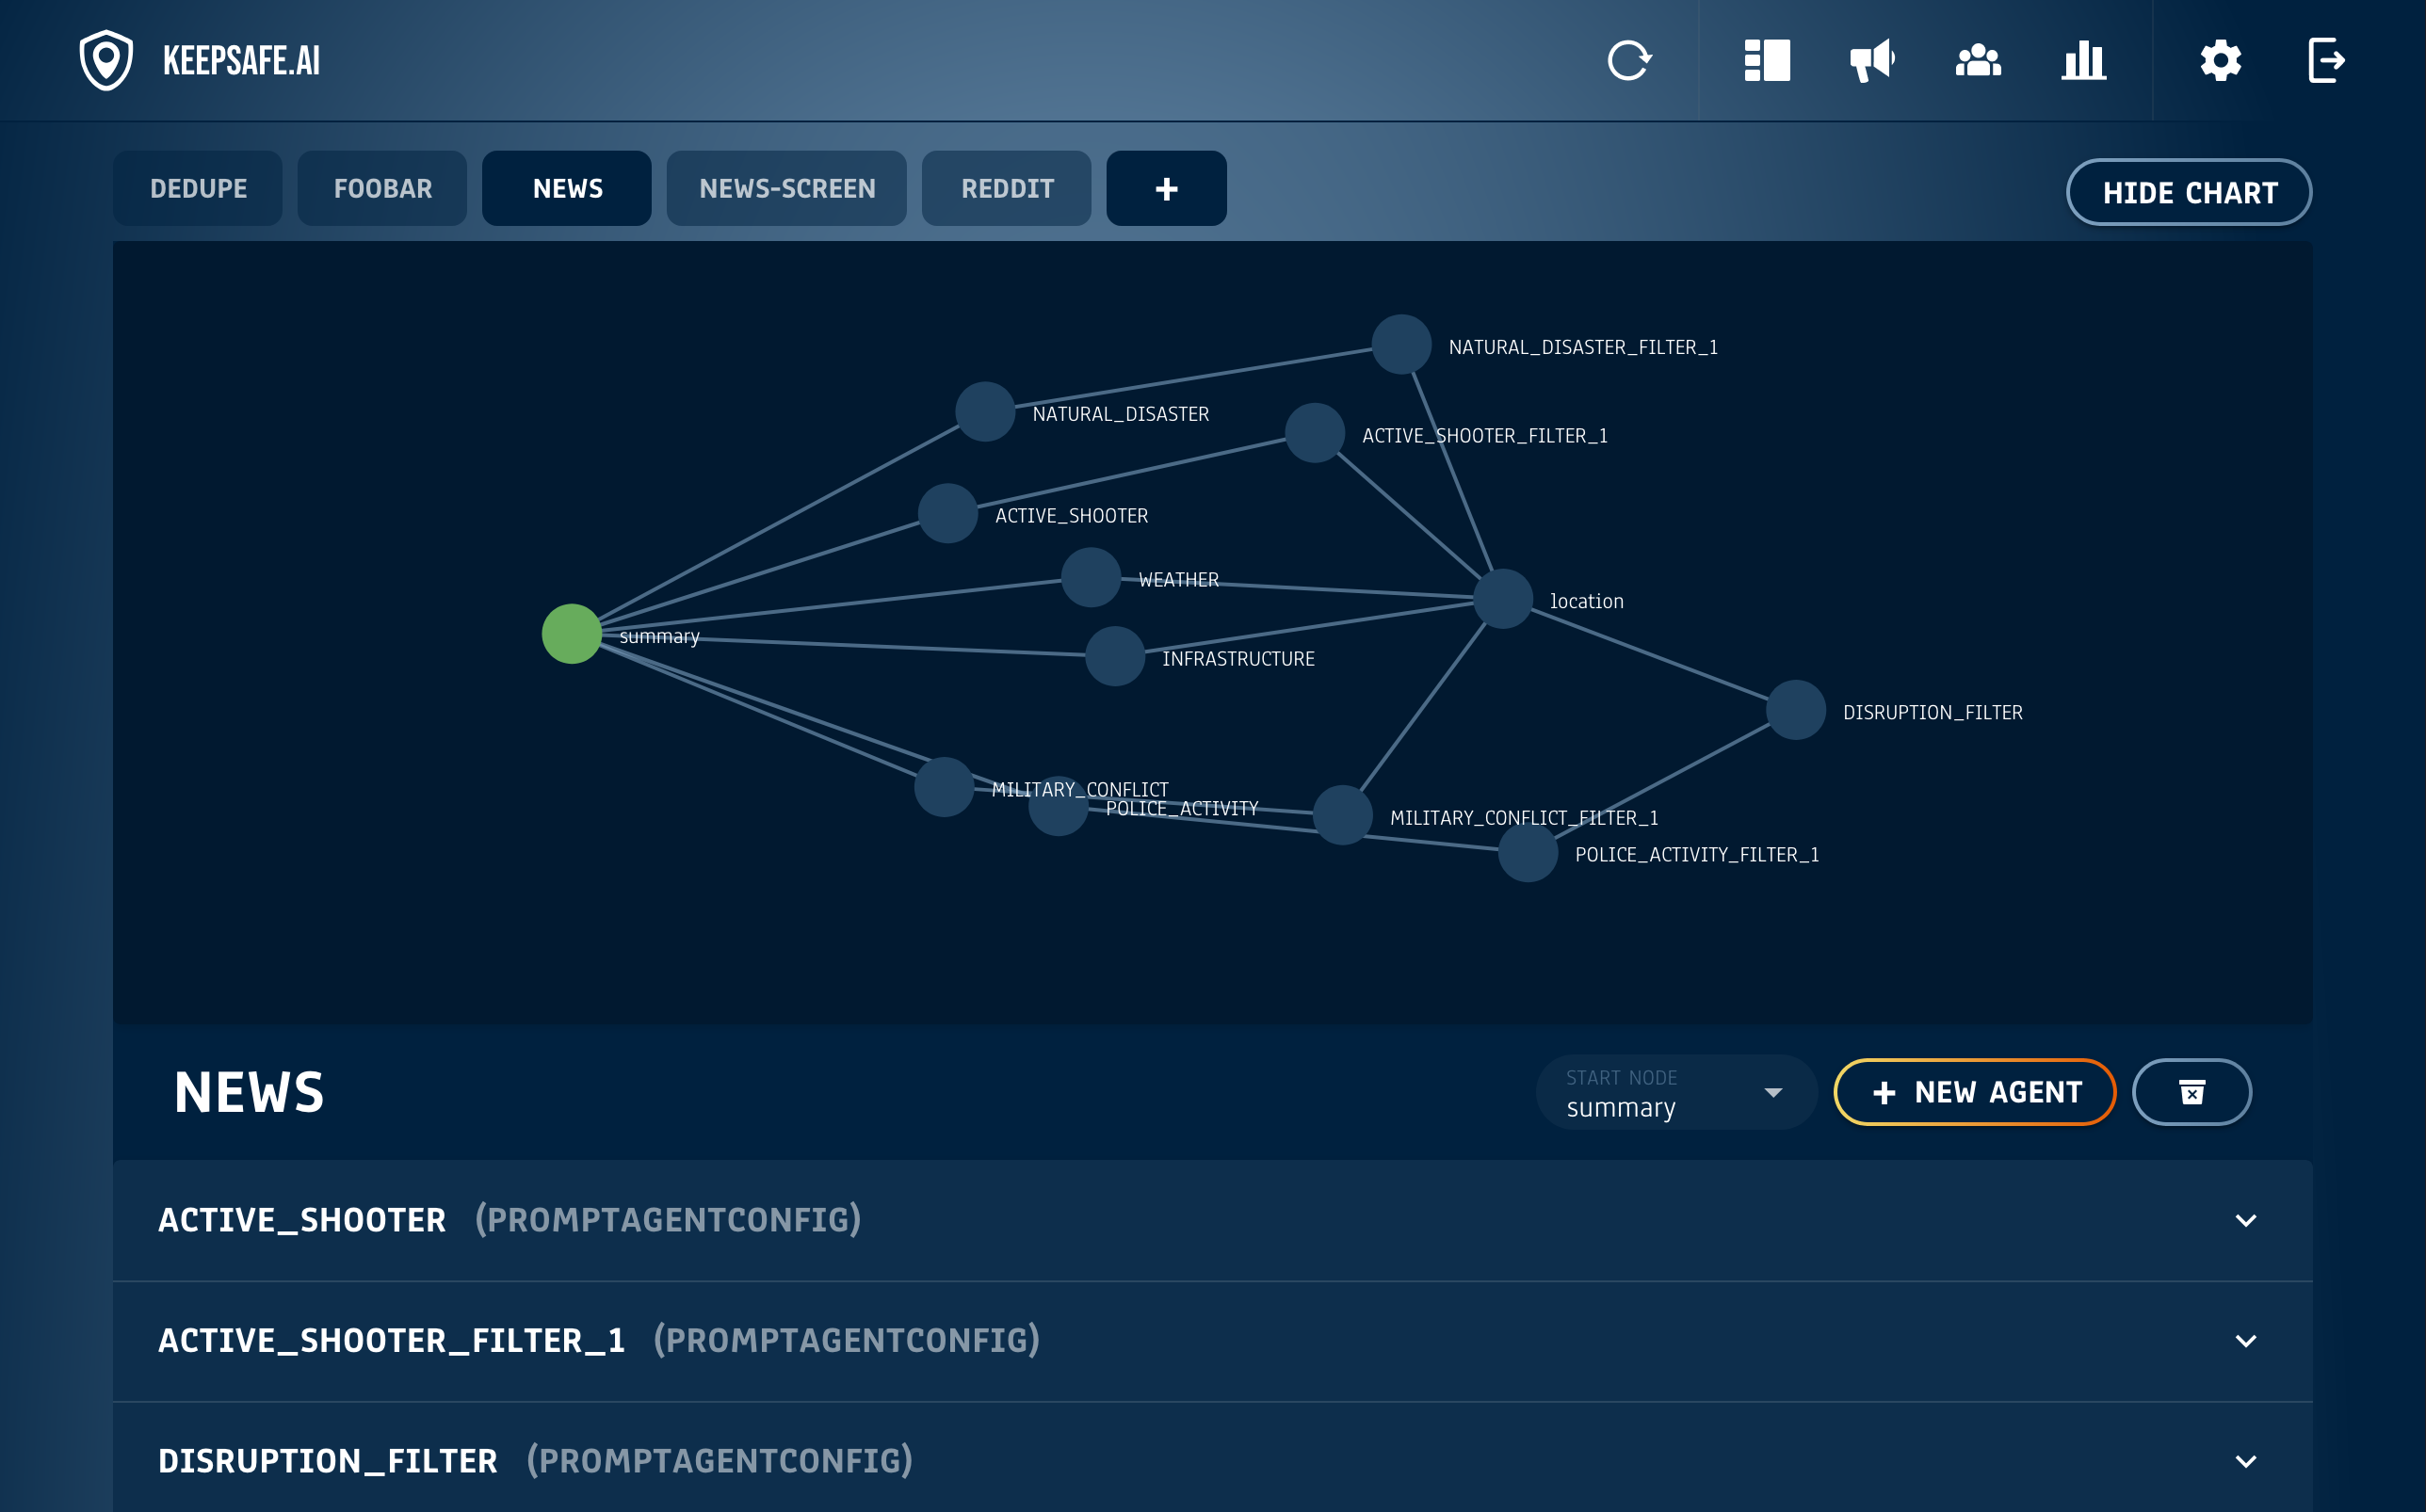 KEEPSAFE.AI
DEDUPE
FOOBAR
NEWS
NEWS-SCREEN
REDDIT
+
HIDE CHART
NATURAL_DISASTER_FILTER_1
NATURAL_DISASTER
ACTIVE_SHOOTER_FILTER_1
ACTIVE_SHOOTER
WEATHER
location
summary
INFRASTRUCTURE
DISRUPTION_FILTER
MILITARY_CONFLICT
POLICE_ACTIVITY
MILITARY_CONFLICT_FILTER_1
POLICE_ACTIVITY_FILTER_1
NEWS
START NODE
summary
+ NEW AGENT
ACTIVE_SHOOTER (PROMPTAGENTCONFIG)
ACTIVE_SHOOTER_FILTER_1 (PROMPTAGENTCONFIG)
DISRUPTION_FILTER (PROMPTAGENTCONFIG)